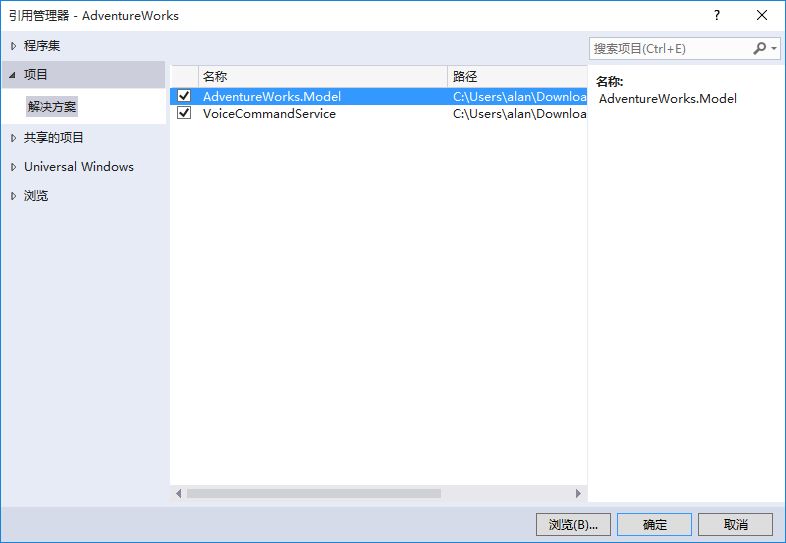 引用管理器 - AdventureWorks
?
程序集
项目
解决方案
共享的项目
Universal Windows
浏览
名称 路径
AdventureWorks.Model C:\Users\alan\Downloa
VoiceCommandService C:\Users\alan\Downloa
搜索项目(Ctrl+E)
名称:
AdventureWorks.Model
浏览(B)... 确定 取消